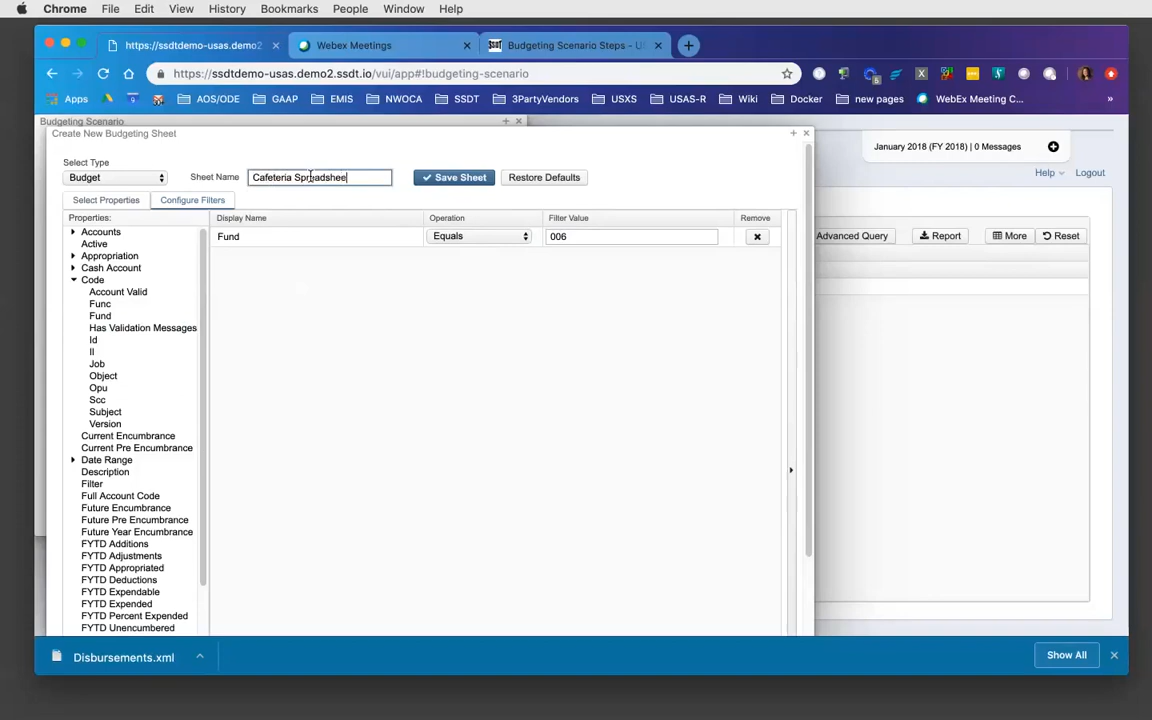 Chrome File Edit View History Bookmarks People Window Help
https://ssdtdemo-usas.demo2 Webex Meetings Budgeting Scenario Steps - U
https://ssdtdemo-usas.demo2.ssdt.io/vui/app#!budgeting-scenario
Apps AOS/ODE GAAP EMIS NWOCA SSDT 3PartyVendors USXS USAS-R Wiki Docker new pages WebEx Meeting C... »
Budgeting Scenario
Create New Budgeting Sheet
January 2018 (FY 2018) | 0 Messages
Select Type
Help Logout
Budget Sheet Name Cafeteria Spreadshee Save Sheet Restore Defaults
Select Properties Configure Filters
Properties: Display Name Operation Filter Value Remove
Accounts
Fund Equals 006 Advanced Query Report More Reset
Active
Appropriation
Cash Account
Code
Account Valid
Func
Fund
Has Validation Messages
Id
II
Job
Object
Opu
Scc
Subject
Version
Current Encumbrance
Current Pre Encumbrance
Date Range
Description
Filter
Full Account Code
Future Encumbrance
Future Pre Encumbrance
Future Year Encumbrance
FYTD Additions
FYTD Adjustments
FYTD Appropriated
FYTD Deductions
FYTD Expendable
FYTD Expended
FYTD Percent Expended
FYTD Unencumbered
Disbursements.xml Show All